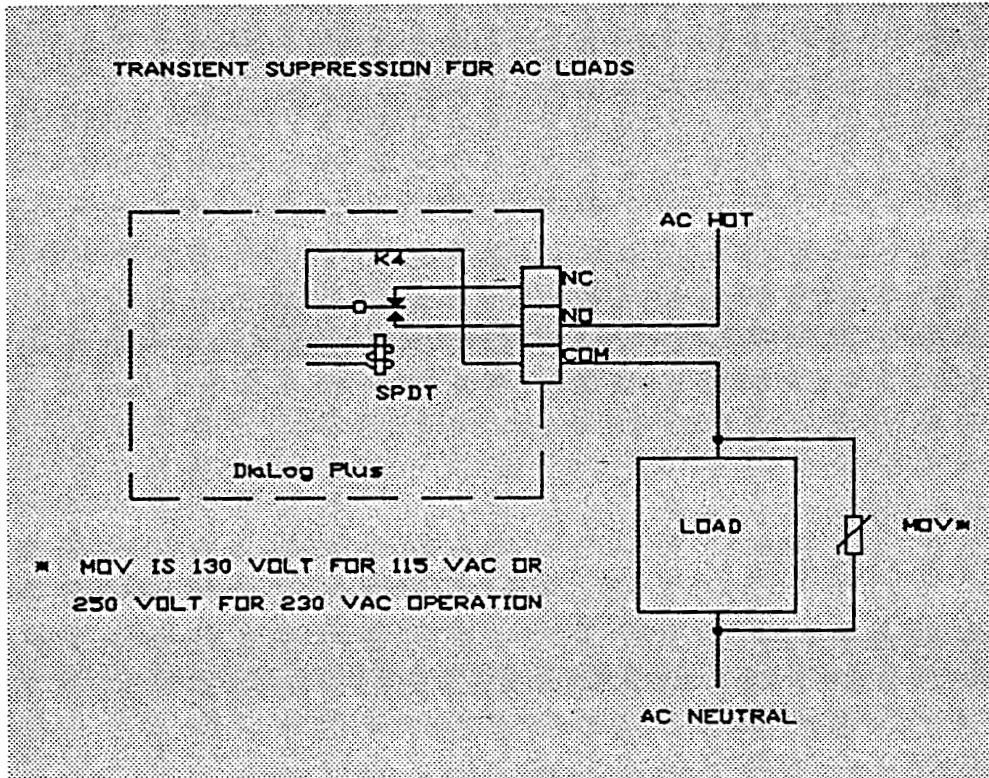 TRANSIENT SUPPRESSION FOR AC LOADS
AC HOT
K4
NC
NO
COM
SPDT
DiaLog Plus
LOAD
MOV*
* MOV IS 130 VOLT FOR 115 VAC OR
250 VOLT FOR 230 VAC OPERATION
AC NEUTRAL